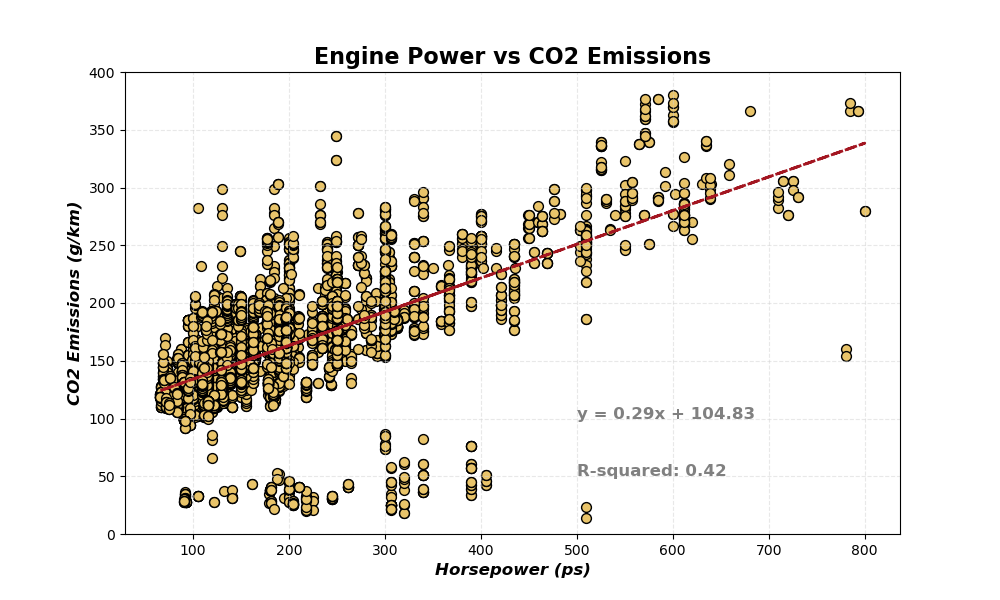 Engine Power vs CO2 Emissions
400
350
300
250
200
150
100
50
0
CO2 Emissions (g/km)
y = 0.29x + 104.83
R-squared: 0.42
100 200 300 400 500 600 700 800
Horsepower (ps)